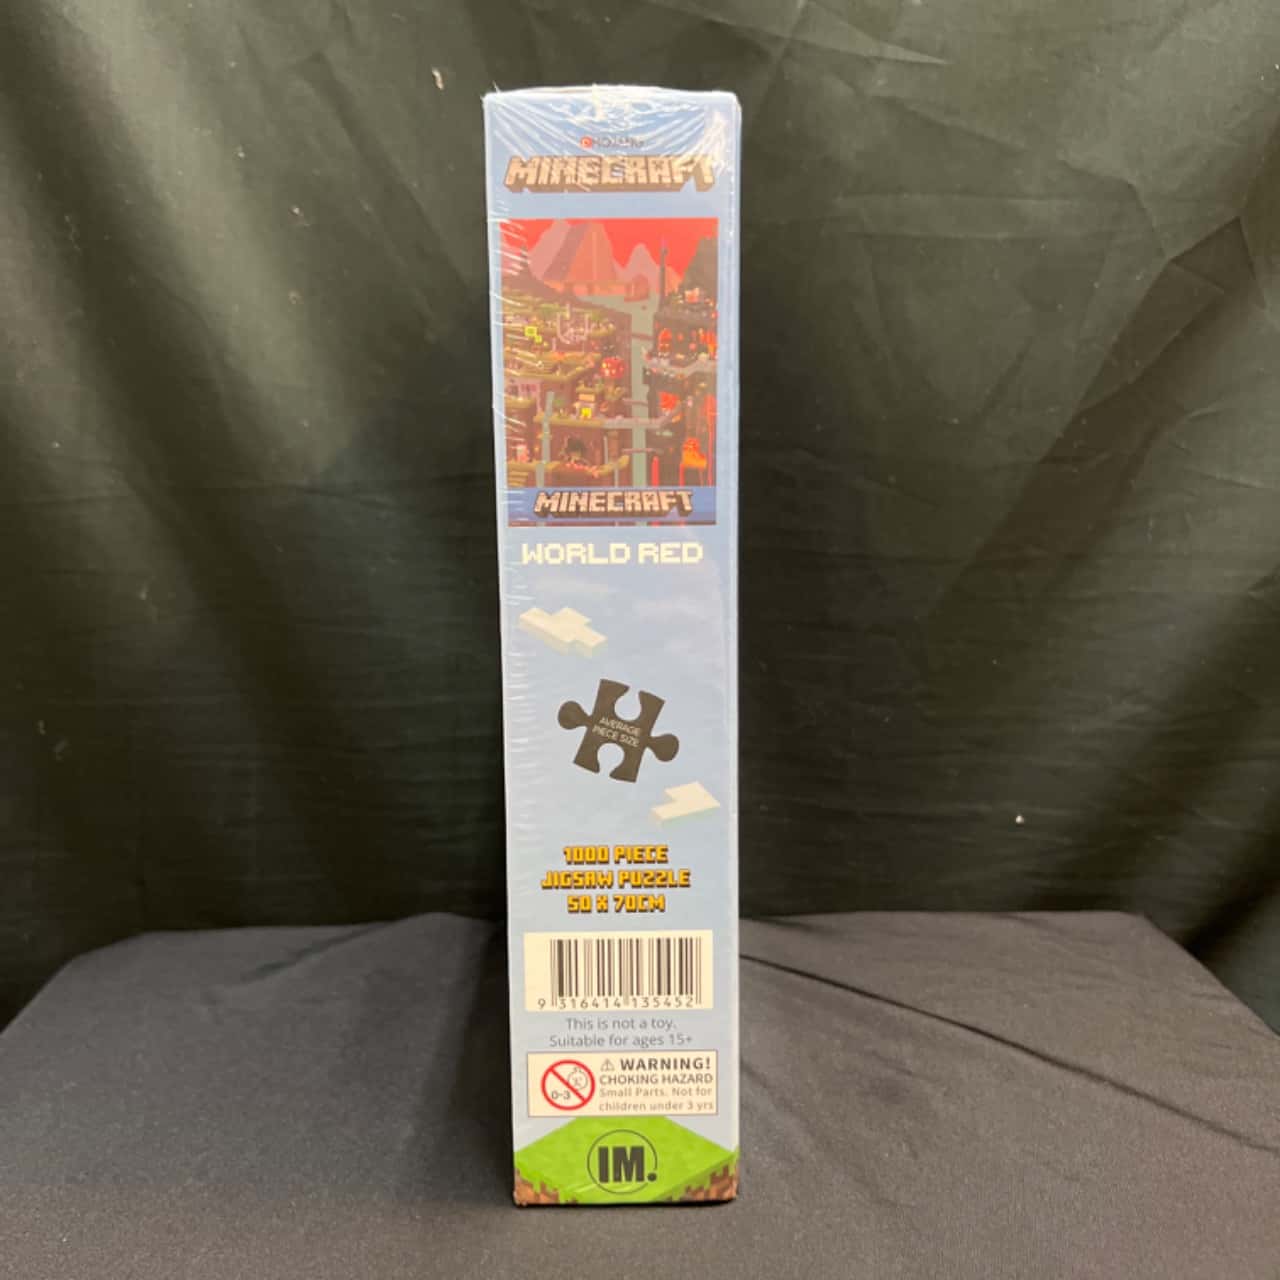 MOJANG
MINECRAFT
MINECRAFT
WORLD RED
AVERAGE
PIECE SIZE
1000 PIECE
JIGSAW PUZZLE
50 X 70CM
9 316414 135452
This is not a toy.
Suitable for ages 15+
⚠ WARNING!
CHOKING HAZARD
0-3
Small Parts. Not for
children under 3 yrs
IM.